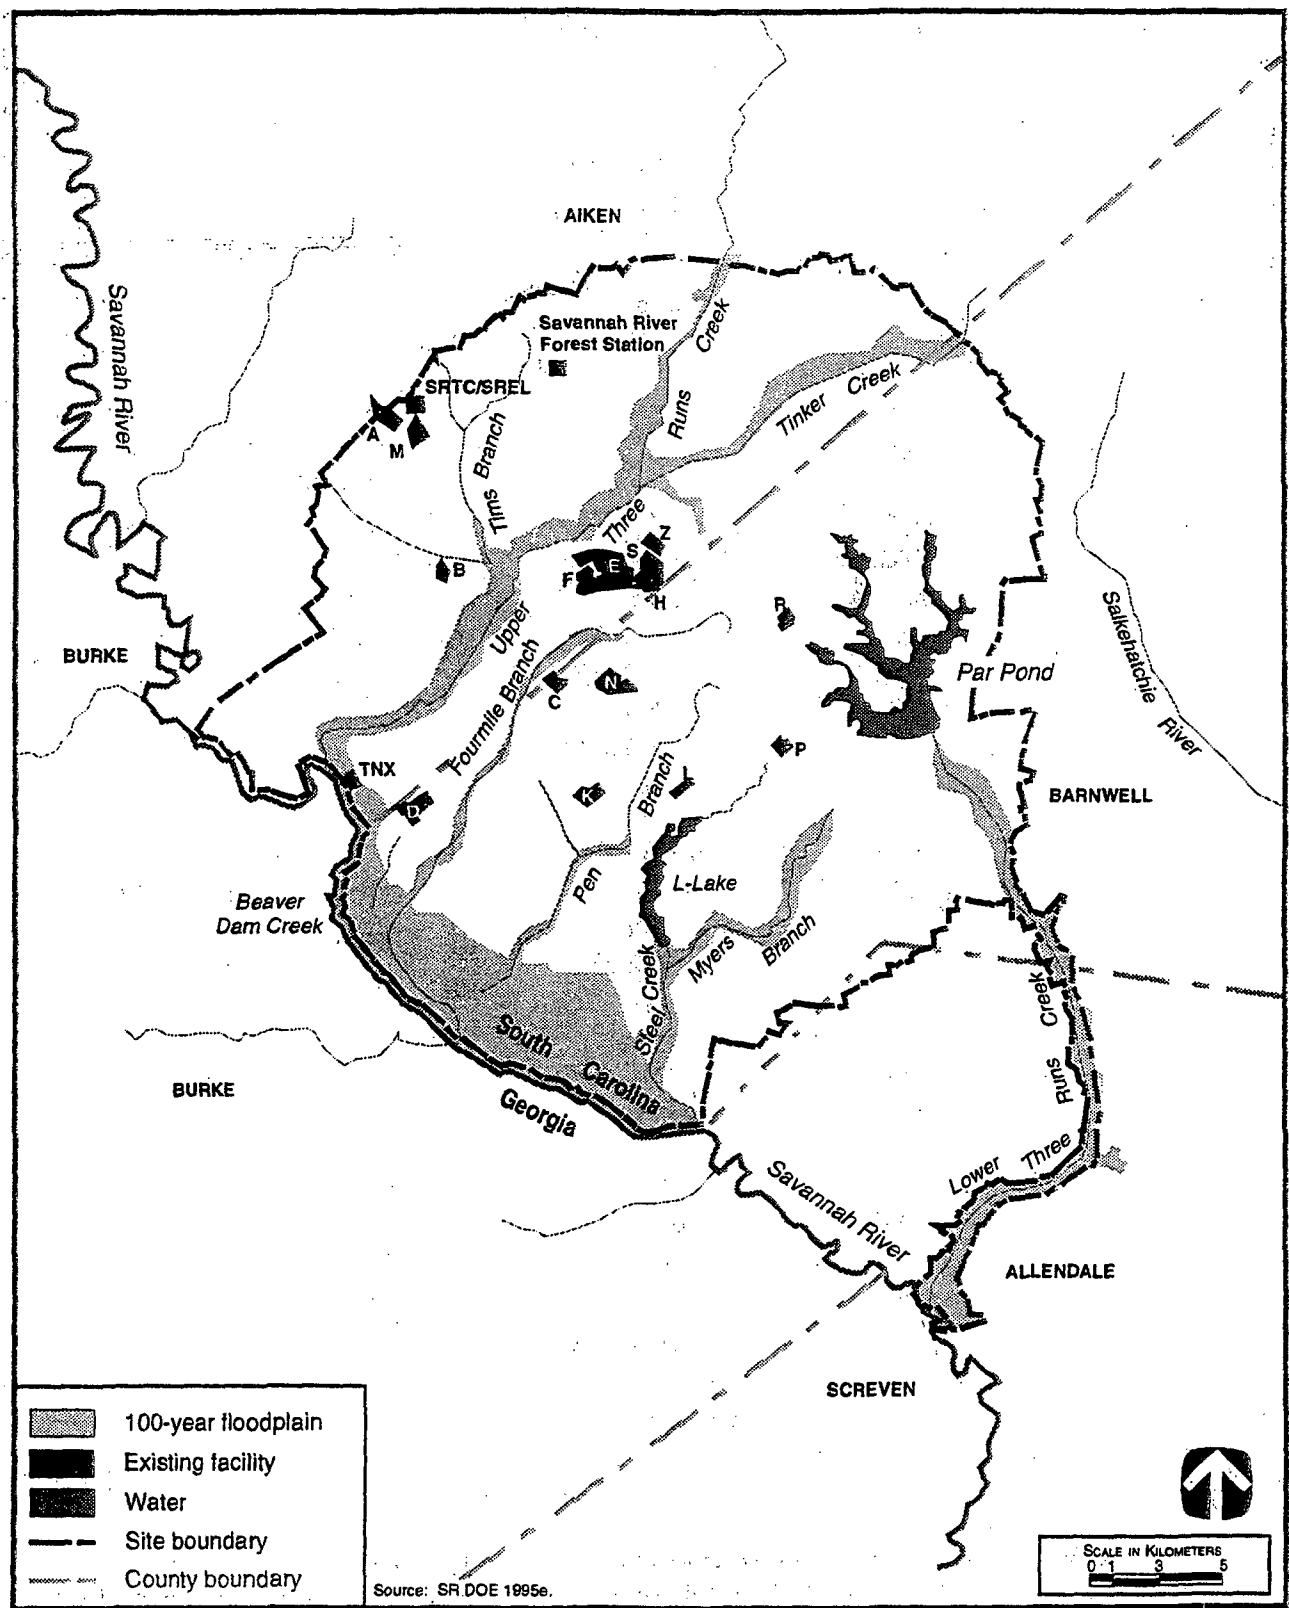 AIKEN
Savannah River
Savannah River
Forest Station
Creek
Runs
Three
Upper
SRTC/SREL
A
M
Tims Branch
Tinker Creek
Z
S
E
F
H
B
R
BURKE
Fourmile Branch
C
N
Par Pond
Salkehatchie River
P
TNX
D
K
Pen Branch
BARNWELL
L-Lake
Beaver
Dam Creek
Steel Creek
Myers Branch
South Carolina
Georgia
BURKE
Savannah River
Lower Three Runs Creek
ALLENDALE
SCREVEN
100-year floodplain
Existing facility
Water
Site boundary
County boundary
Source: SR DOE 1995e.
SCALE IN KILOMETERS
0 1 3 5